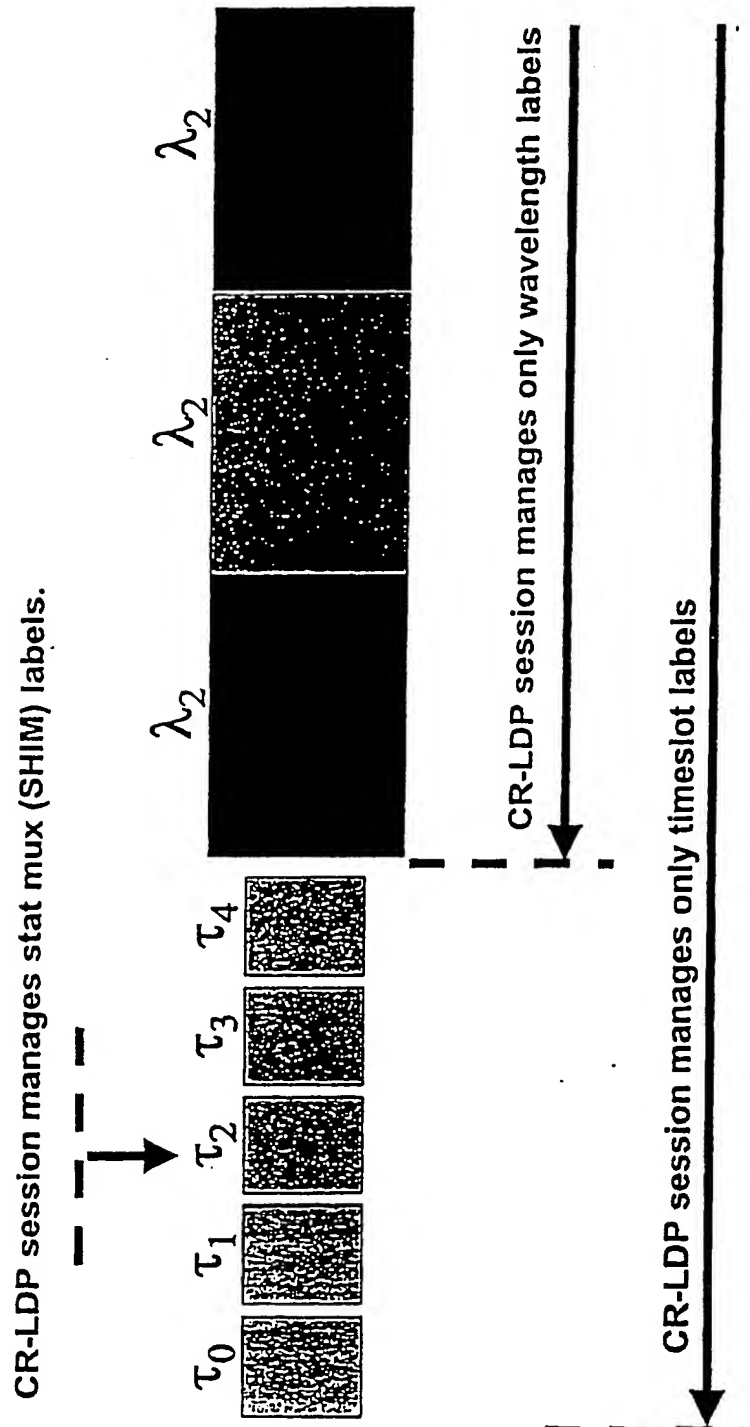 CR-LDP session manages stat mux (SHIM) labels.
τ0 τ1 τ2 τ3 τ4 λ2 λ2 λ2
CR-LDP session manages only wavelength labels
CR-LDP session manages only timeslot labels